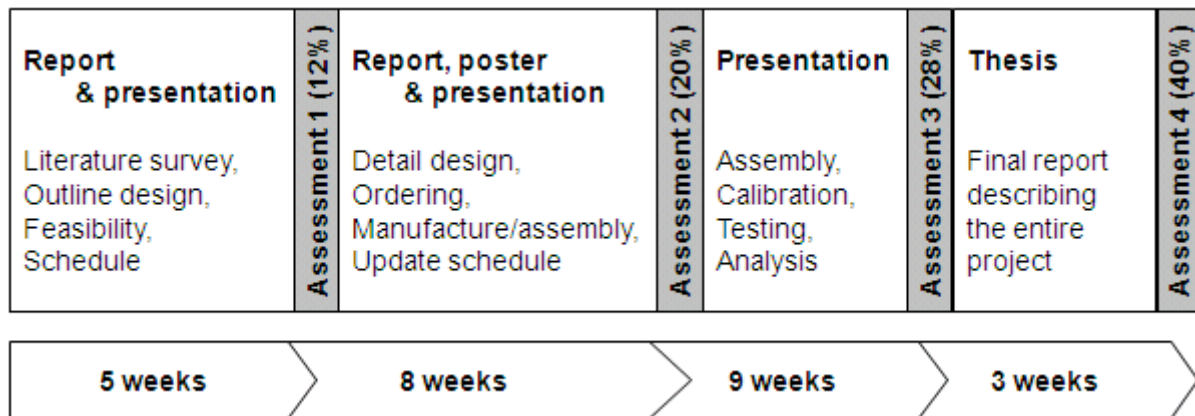 Report
& presentation
Literature survey,
Outline design,
Feasibility,
Schedule
Assessment 1 (12%)
Report, poster
& presentation
Detail design,
Ordering,
Manufacture/assembly,
Update schedule
Assessment 2 (20%)
Presentation
Assembly,
Calibration,
Testing,
Analysis
Assessment 3 (28%)
Thesis
Final report
describing
the entire
project
Assessment 4 (40%)
5 weeks
8 weeks
9 weeks
3 weeks